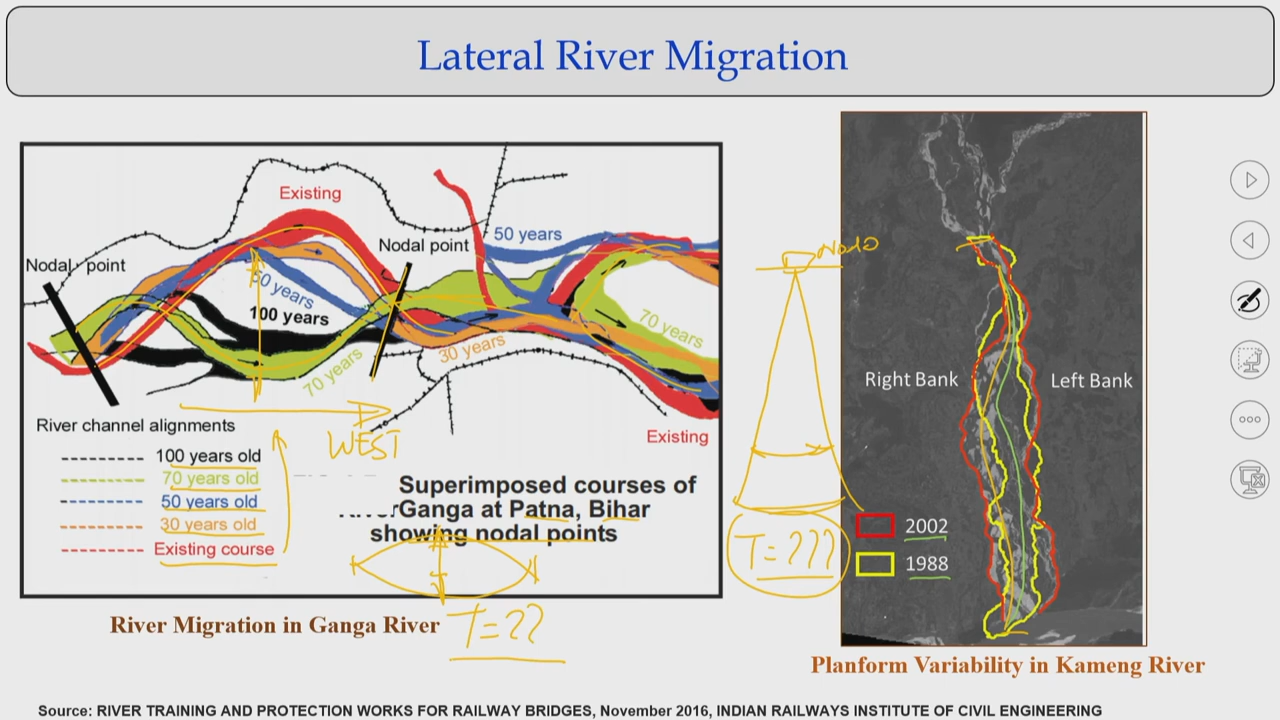 Lateral River Migration
Existing
Nodal point
50 years
Nodal point
50 years
100 years
70 years
30 years
70 years
Existing
River channel alignments
100 years old
70 years old
50 years old
30 years old
Existing course
WEST
Superimposed courses of
Ganga at Patna, Bihar
showing nodal points
River Migration in Ganga River
T=??
T=???
Right Bank
Left Bank
2002
1988
Planform Variability in Kameng River
Source: RIVER TRAINING AND PROTECTION WORKS FOR RAILWAY BRIDGES, November 2016, INDIAN RAILWAYS INSTITUTE OF CIVIL ENGINEERING